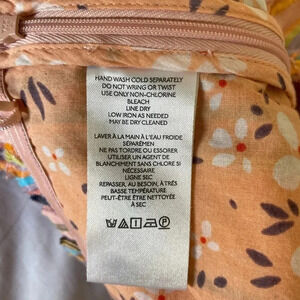 HAND WASH COLD SEPARATELY
DO NOT WRING OR TWIST
USE ONLY NON-CHLORINE
BLEACH
LINE DRY
LOW IRON AS NEEDED
MAY BE DRY CLEANED
LAVER À LA MAIN À L'EAU FROIDE
SÉPARÉMEN
NE PAS TORDRE OU ESSORER
UTILISER UN AGENT DE
BLANCHIMENT SANS CHLORE SI
NÉCESSAIRE
LIGNE SEC
REPASSER, AU BESOIN, À TRÈS
BASSE TEMPÉRATURE
PEUT-ÊTRE ÊTRE NETTOYÉ
À SEC